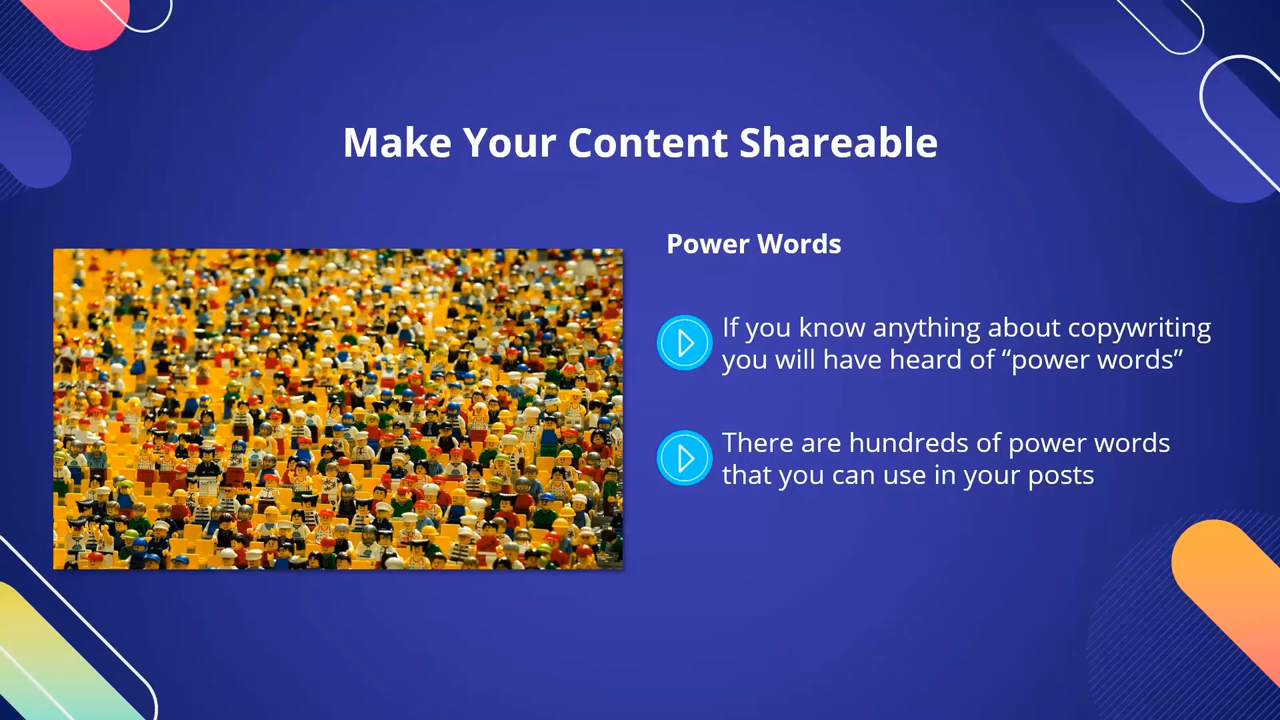 Make Your Content Shareable
Power Words
If you know anything about copywriting
you will have heard of “power words”
There are hundreds of power words
that you can use in your posts